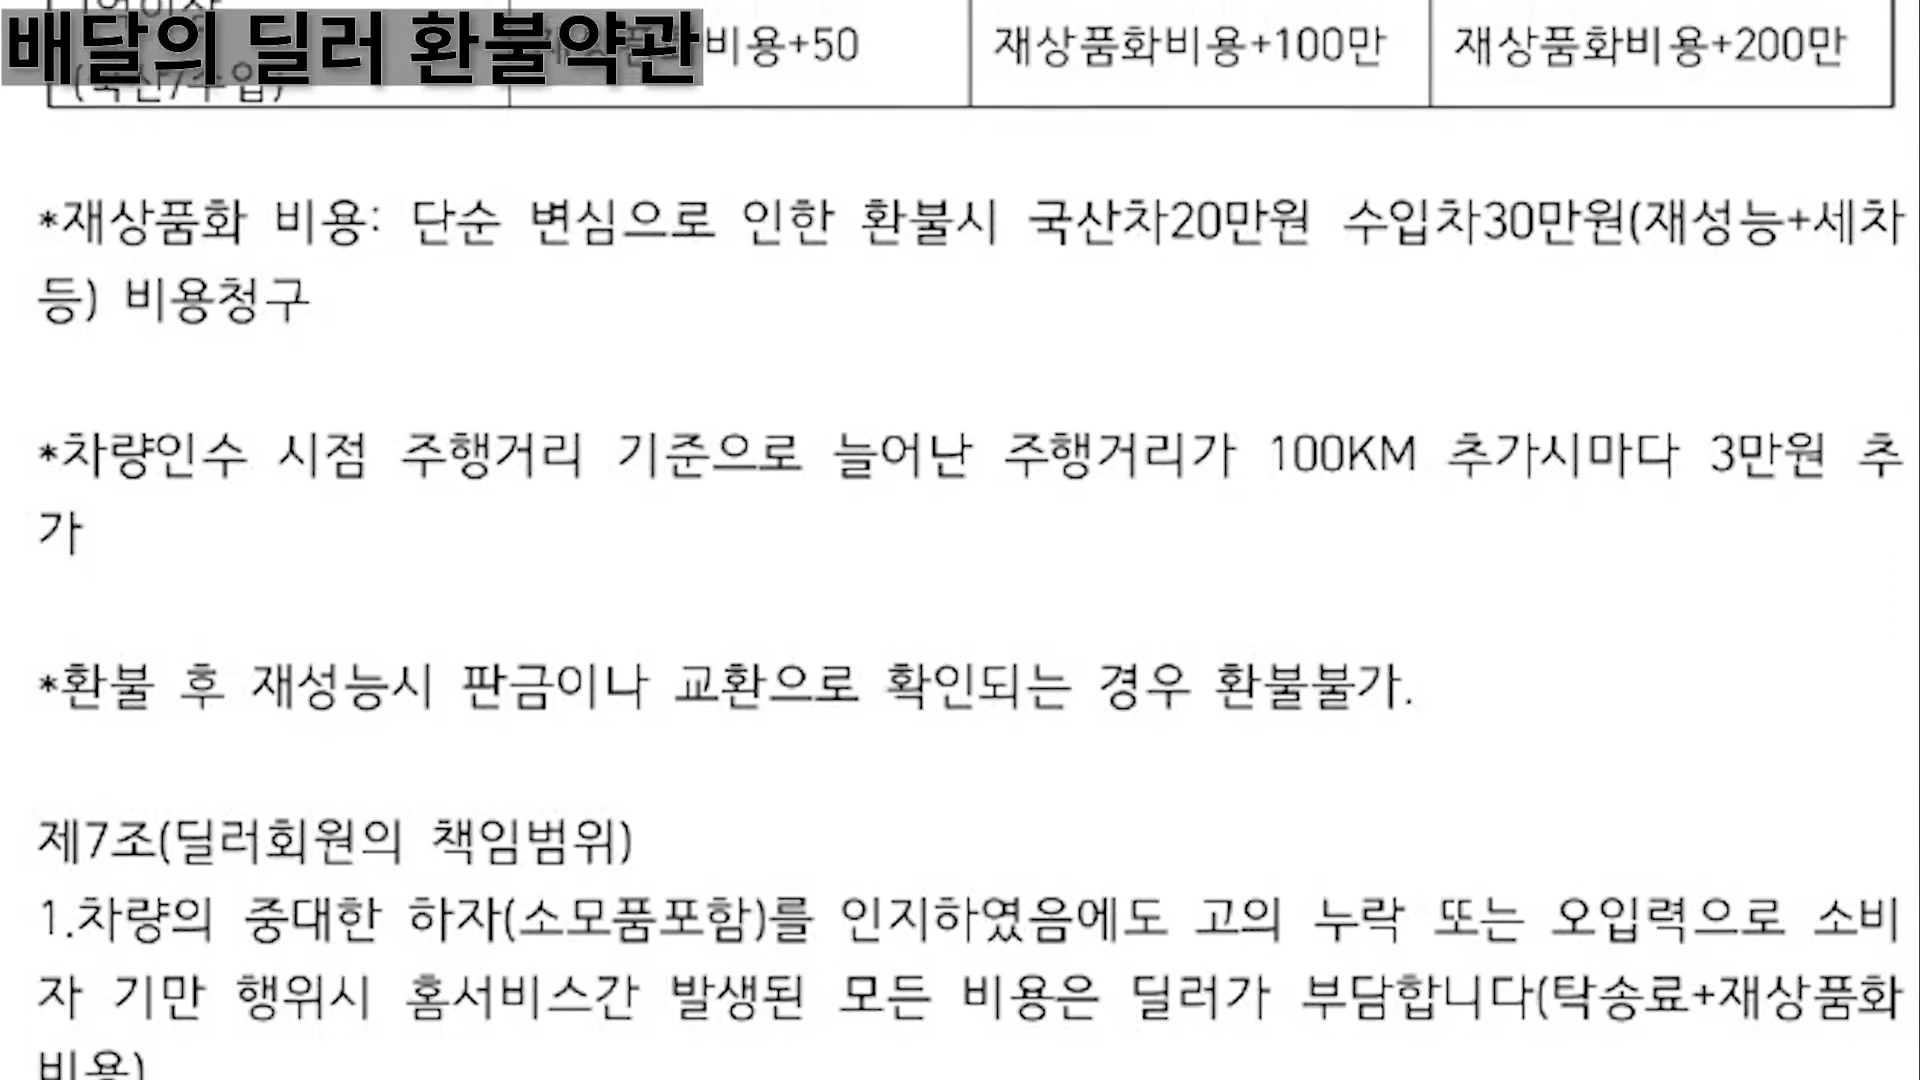 배달의 딜러 환불약관
비용+50
재상품화비용+100만
재상품화비용+200만
(국산/수입)
*재상품화 비용: 단순 변심으로 인한 환불시 국산차20만원 수입차30만원(재성능+세차
등) 비용청구
*차량인수 시점 주행거리 기준으로 늘어난 주행거리가 100KM 추가시마다 3만원 추
가
*환불 후 재성능시 판금이나 교환으로 확인되는 경우 환불불가.
제7조(딜러회원의 책임범위)
1.차량의 중대한 하자(소모품포함)를 인지하였음에도 고의 누락 또는 오입력으로 소비
자 기만 행위시 홈서비스간 발생된 모든 비용은 딜러가 부담합니다(탁송료+재상품화
비용)